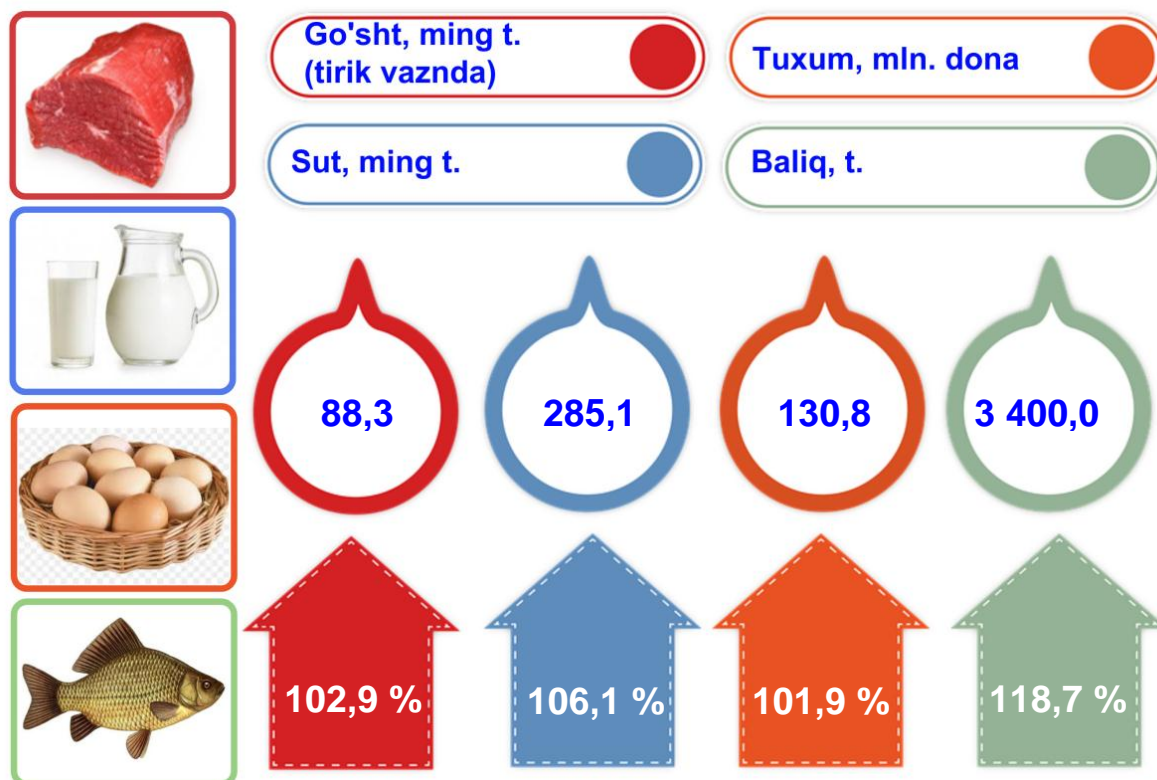 Go'sht, ming t.
(tirik vaznda)
Tuxum, mln. dona
Sut, ming t.
Baliq, t.
88,3
285,1
130,8
3 400,0
102,9 %
106,1 %
101,9 %
118,7 %